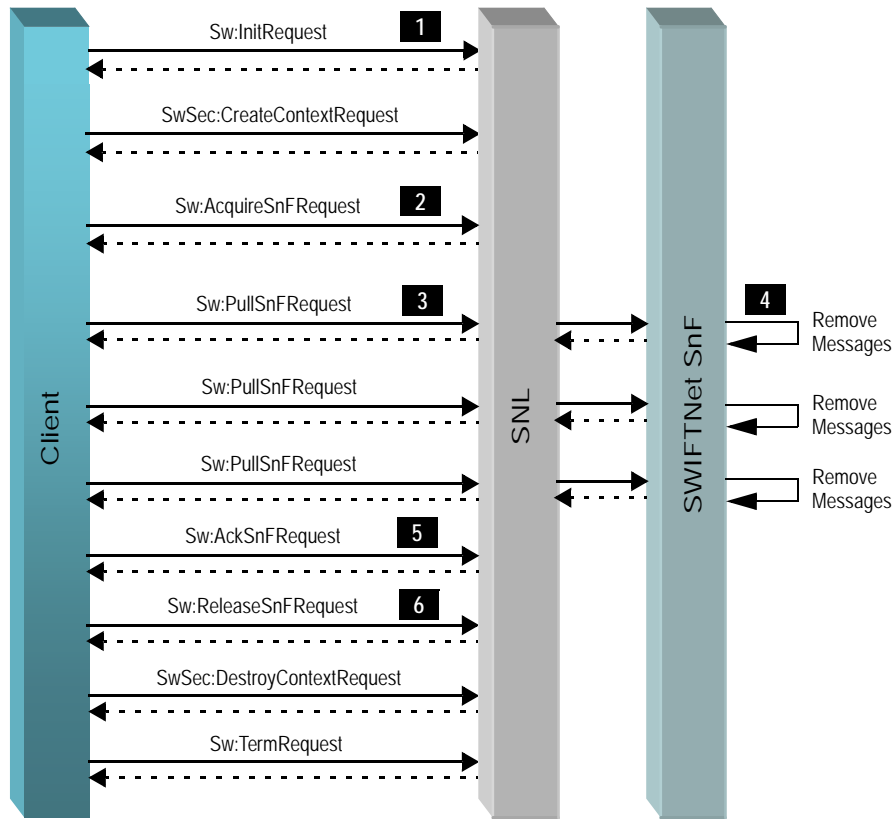 Sw:InitRequest 1
SwSec:CreateContextRequest
Sw:AcquireSnFRequest 2
Sw:PullSnFRequest 3
4
Remove
Messages
Sw:PullSnFRequest
Remove
Messages
Sw:PullSnFRequest
Remove
Messages
Sw:AckSnFRequest 5
Sw:ReleaseSnFRequest 6
SwSec:DestroyContextRequest
Sw:TermRequest
Client
SNL
SWIFTNet SnF